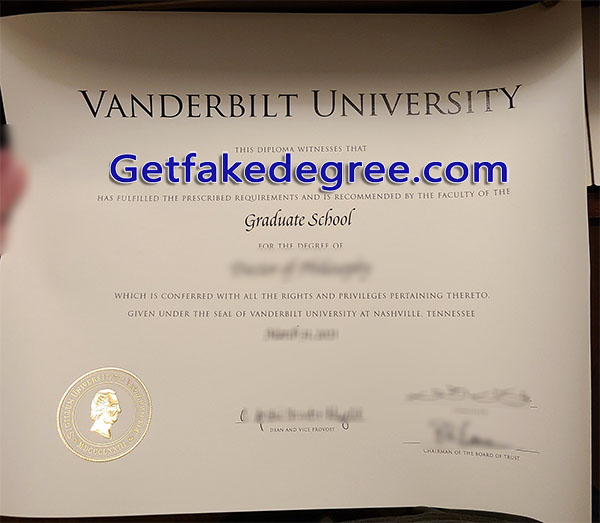 VANDERBILT UNIVERSITY
THIS DIPLOMA WITNESSES THAT
Getfakedegree.com
HAS FULFILLED THE PRESCRIBED REQUIREMENTS AND IS RECOMMENDED BY THE FACULTY OF THE
Graduate School
FOR THE DEGREE OF
Doctor of Philosophy
WHICH IS CONFERRED WITH ALL THE RIGHTS AND PRIVILEGES PERTAINING THERETO.
GIVEN UNDER THE SEAL OF VANDERBILT UNIVERSITY AT NASHVILLE, TENNESSEE
DEAN AND VICE PROVOST
CHAIRMAN OF THE BOARD OF TRUST